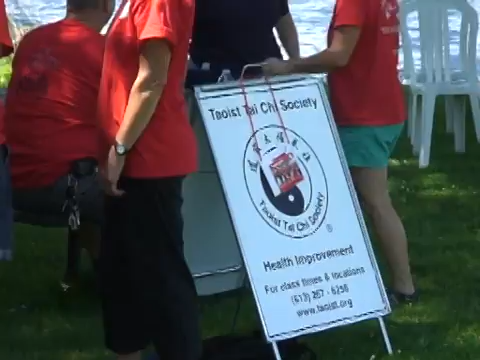 Taoist Tai Chi Society
Taoist Tai Chi Society
®
Health Improvement
For class times & locations
www.taoist.org